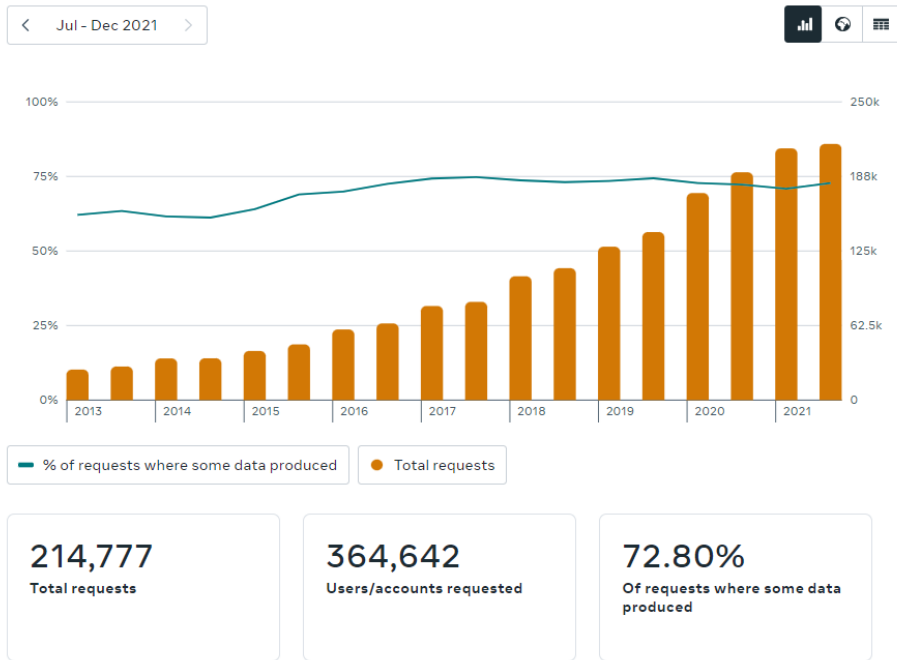 Jul - Dec 2021
100%
250k
75%
188k
50%
125k
25%
62.5k
0%
0
2013
2014
2015
2016
2017
2018
2019
2020
2021
% of requests where some data produced
Total requests
214,777
Total requests
364,642
Users/accounts requested
72.80%
Of requests where some data
produced